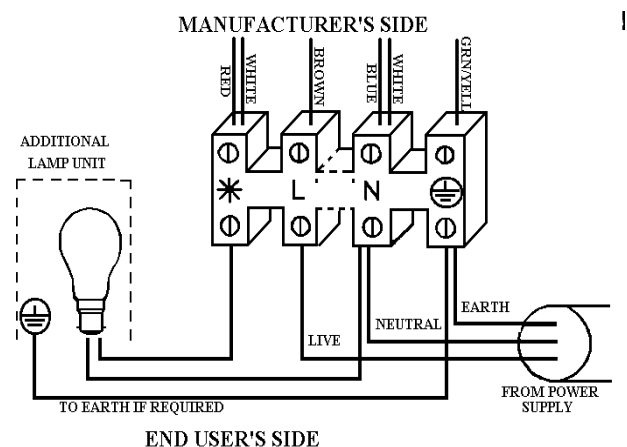 MANUFACTURER'S SIDE
RED
WHITE
BROWN
BLUE
WHITE
GRN/YELL
ADDITIONAL
LAMP UNIT
L
N
EARTH
NEUTRAL
LIVE
FROM POWER
SUPPLY
TO EARTH IF REQUIRED
END USER'S SIDE